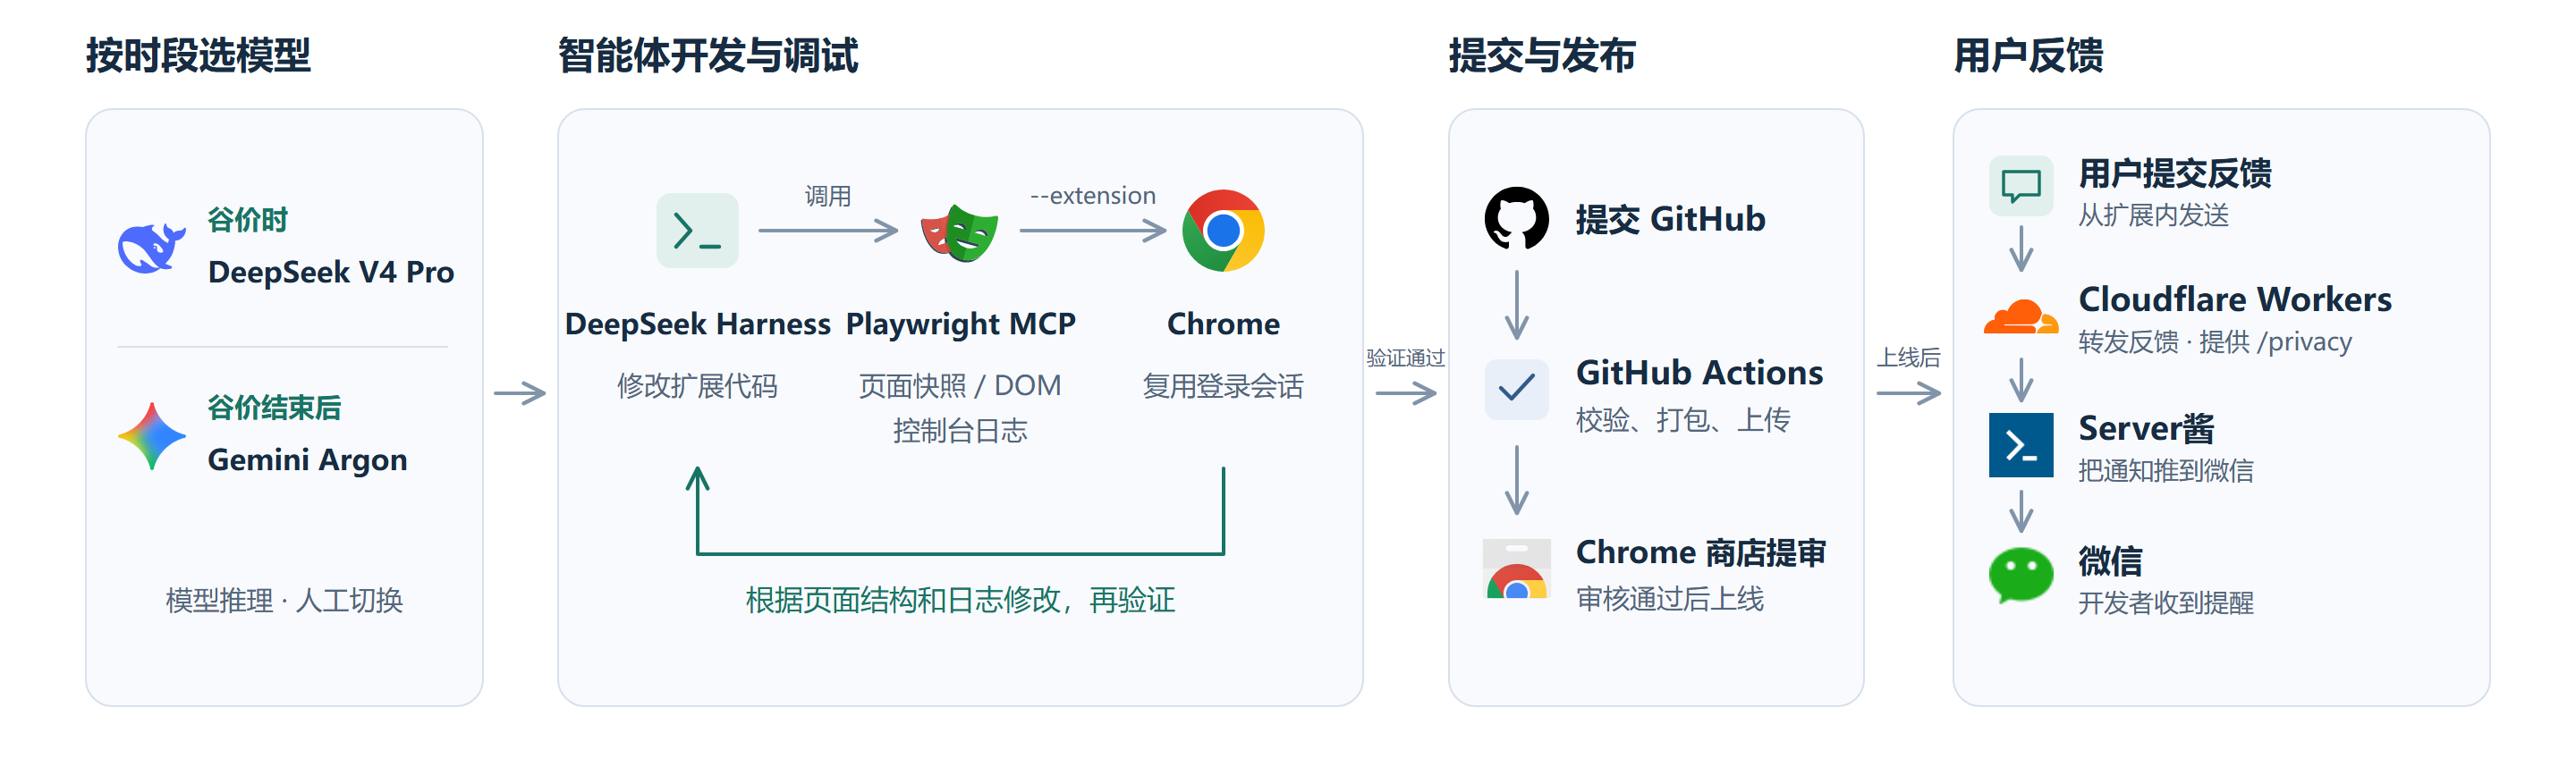 按时段选模型
谷价时
DeepSeek V4 Pro
谷价结束后
Gemini Argon
模型推理 · 人工切换
智能体开发与调试
调用
--extension
DeepSeek Harness
Playwright MCP
Chrome
修改扩展代码
页面快照 / DOM
控制台日志
复用登录会话
根据页面结构和日志修改，再验证
验证通过
提交与发布
提交 GitHub
GitHub Actions
校验、打包、上传
Chrome 商店提审
审核通过后上线
上线后
用户反馈
用户提交反馈
从扩展内发送
Cloudflare Workers
转发反馈 · 提供 /privacy
Server酱
把通知推到微信
微信
开发者收到提醒